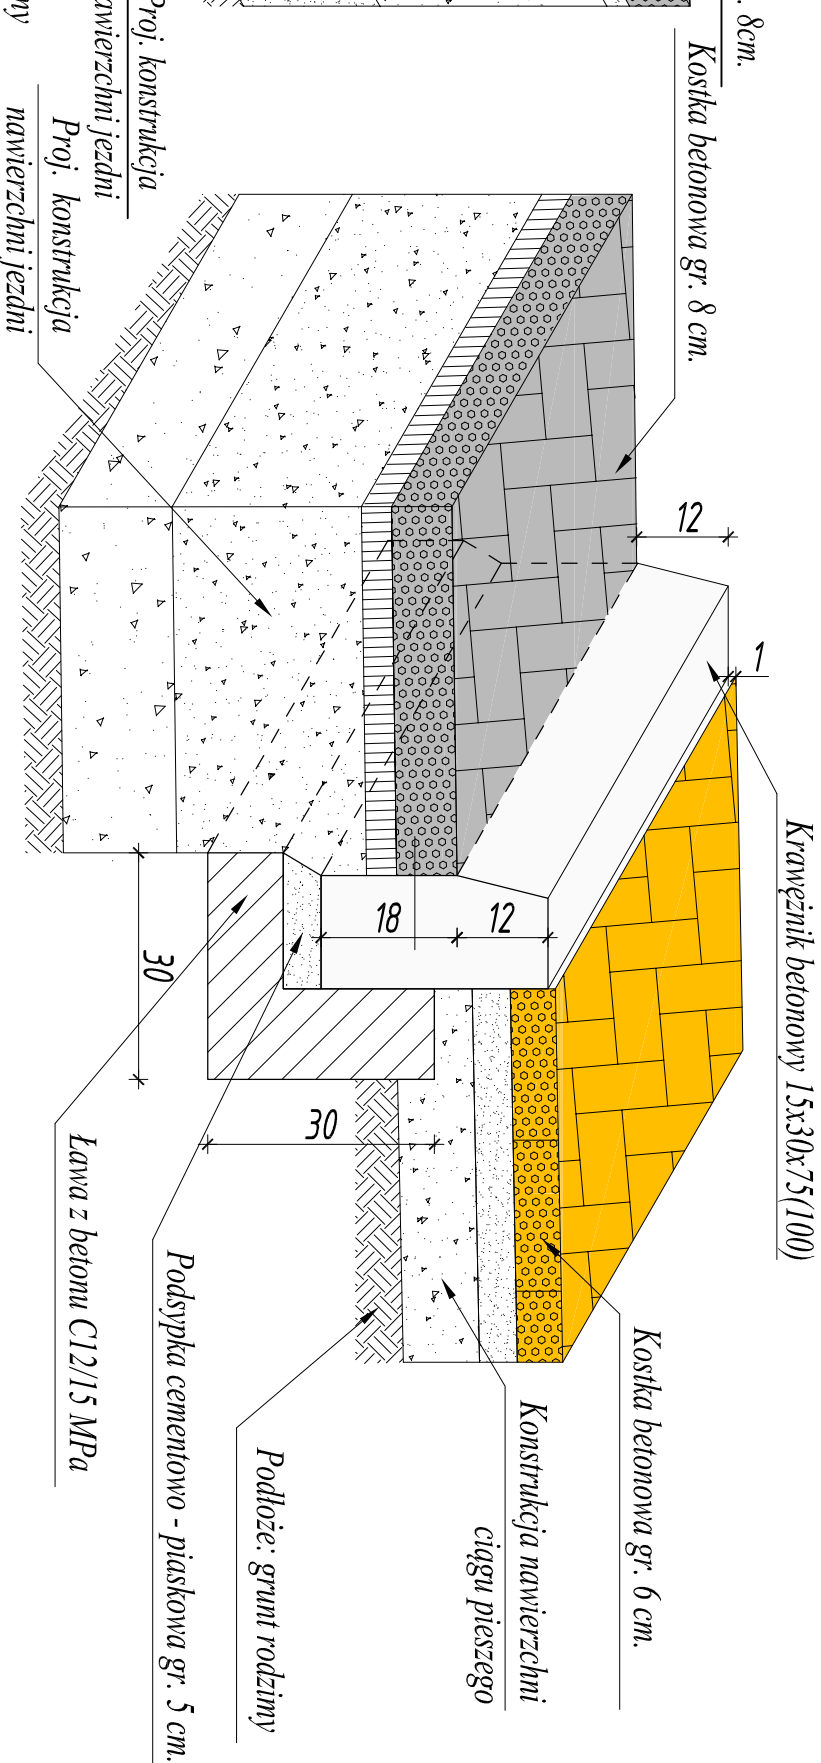 . 8cm.
Kostka betonowa gr. 8 cm.
Proj. konstrukcja
awierzchni jezdni
Proj. konstrukcja
nawierzchni jezdni
my
12
1
Krawężnik betonowy 15x30x75(100)
18
12
30
30
Kostka betonowa gr. 6 cm.
Konstrukcja nawierzchni
ciągu pieszego
Podłoże: grunt rodzimy
Podsypka cementowo - piaskowa gr. 5 cm.
Ława z betonu C12/15 MPa